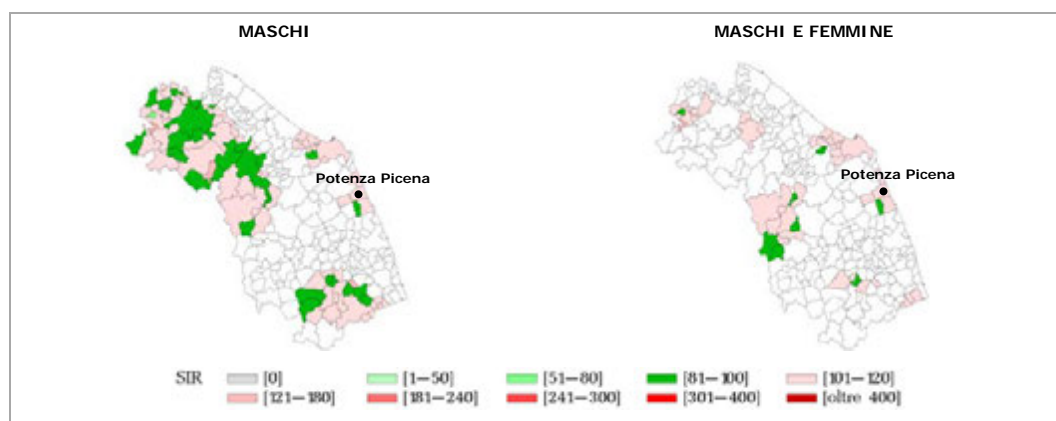 MASCHI MASCHI E FEMMINE
Potenza Picena Potenza Picena
SIR [0] [1—50] [51—80] [81—100] [101—120]
[121—180] [181—240] [241—300] [301—400] [oltre 400]